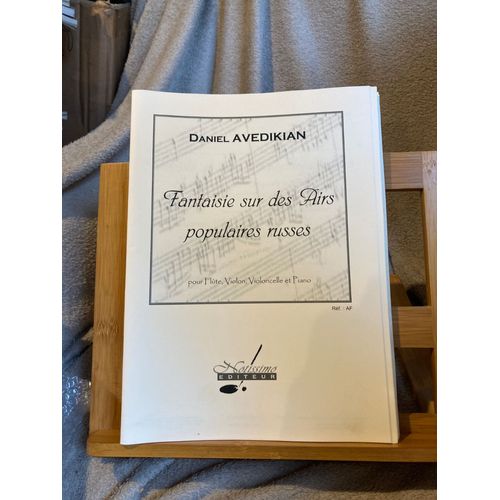 DANIEL AVEDIKIAN
Fantaisie sur des Airs
populaires russes
pour Flûte, Violon, Violoncelle et Piano
Réf. : AF
Notissimo
EDITEUR